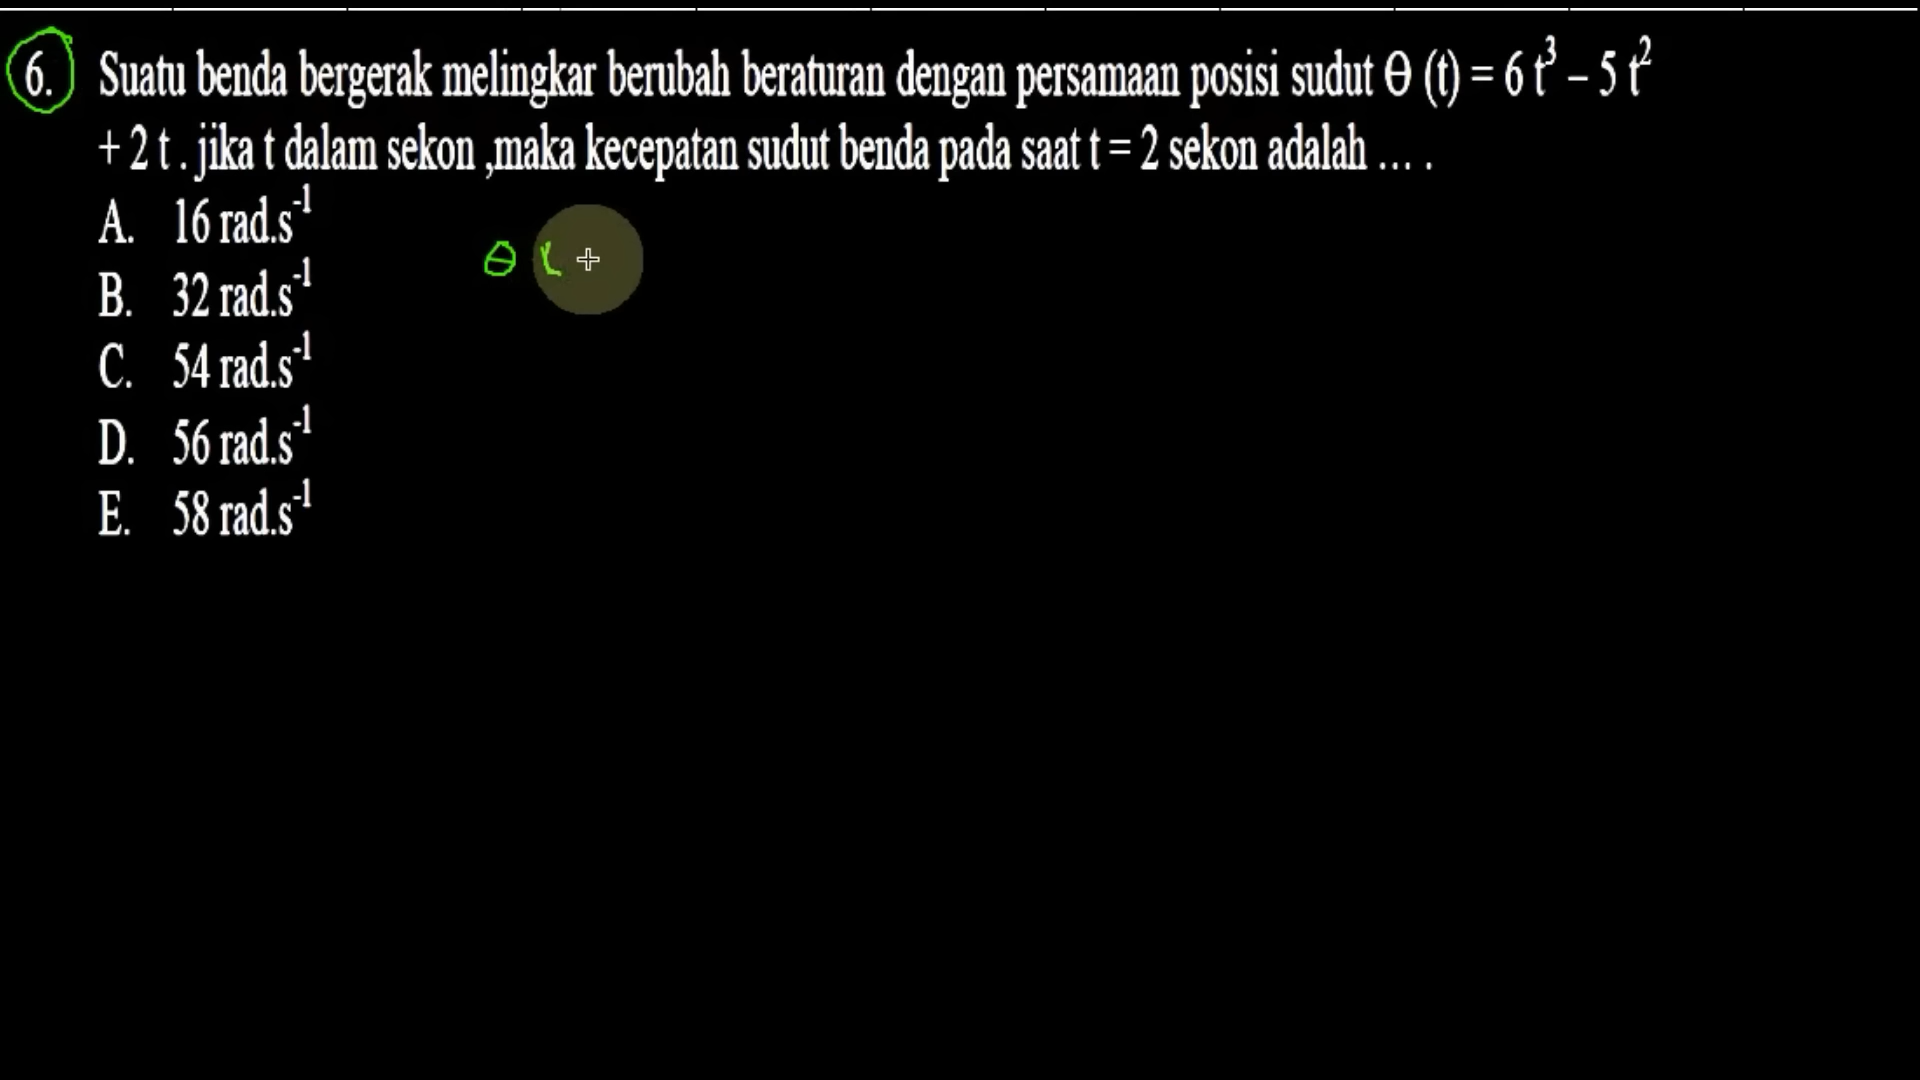 6. Suatu benda bergerak melingkar berubah beraturan dengan persamaan posisi sudut Ө (t) = 6 t³ – 5 t²
+ 2 t . jika t dalam sekon ,maka kecepatan sudut benda pada saat t = 2 sekon adalah ... .
A. 16 rad.s⁻¹
θ (
B. 32 rad.s⁻¹
C. 54 rad.s⁻¹
D. 56 rad.s⁻¹
E. 58 rad.s⁻¹